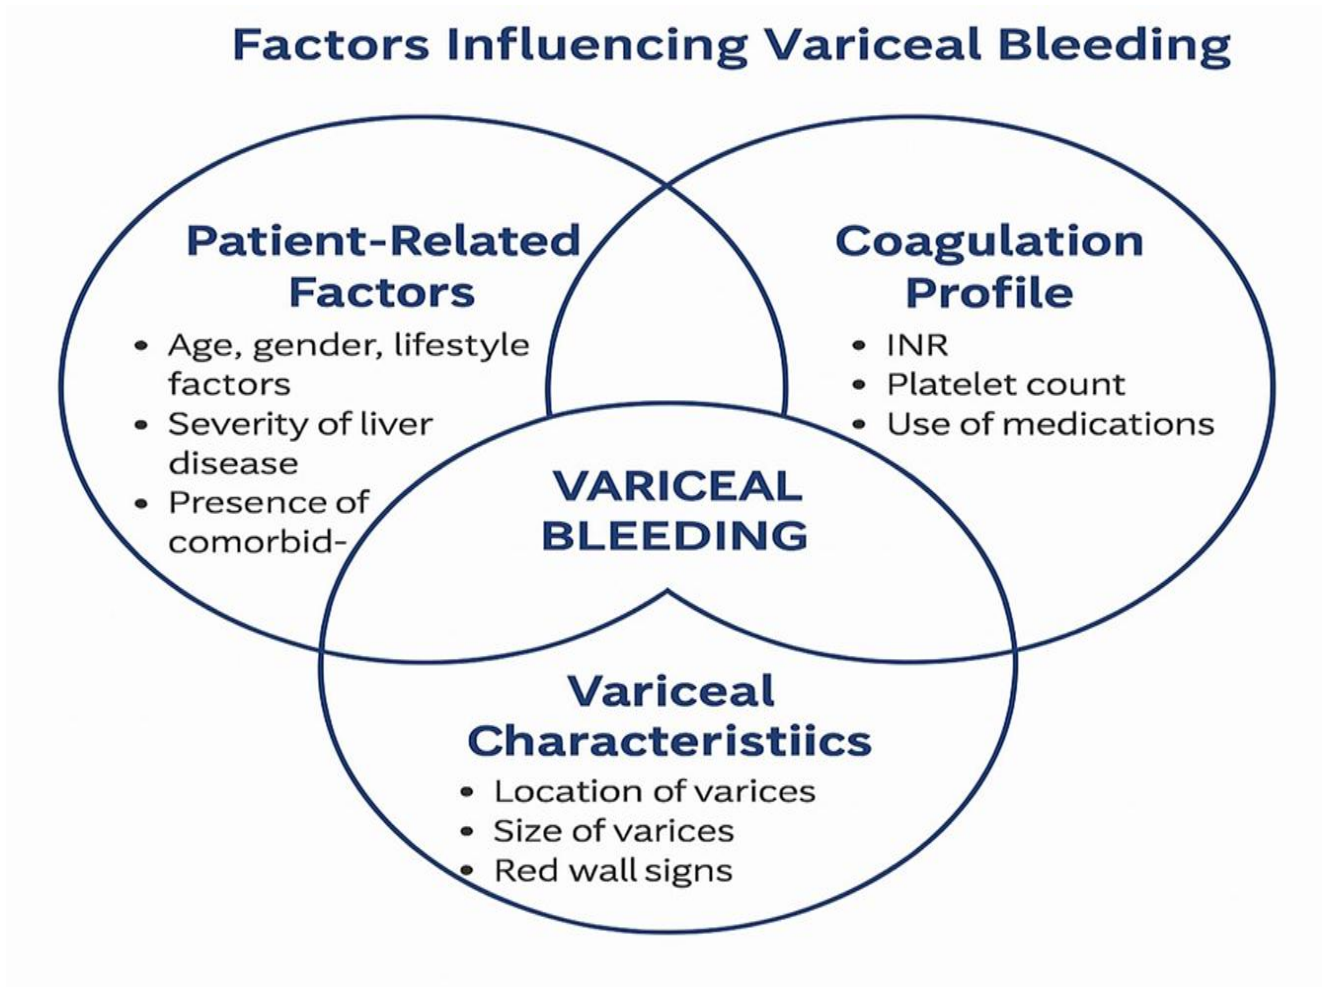 Factors Influencing Variceal Bleeding
Patient-Related
Factors
• Age, gender, lifestyle
factors
• Severity of liver
disease
• Presence of
comorbid-
Coagulation
Profile
• INR
• Platelet count
• Use of medications
VARICEAL
BLEEDING
Variceal
Characteristiics
• Location of varices
• Size of varices
• Red wall signs